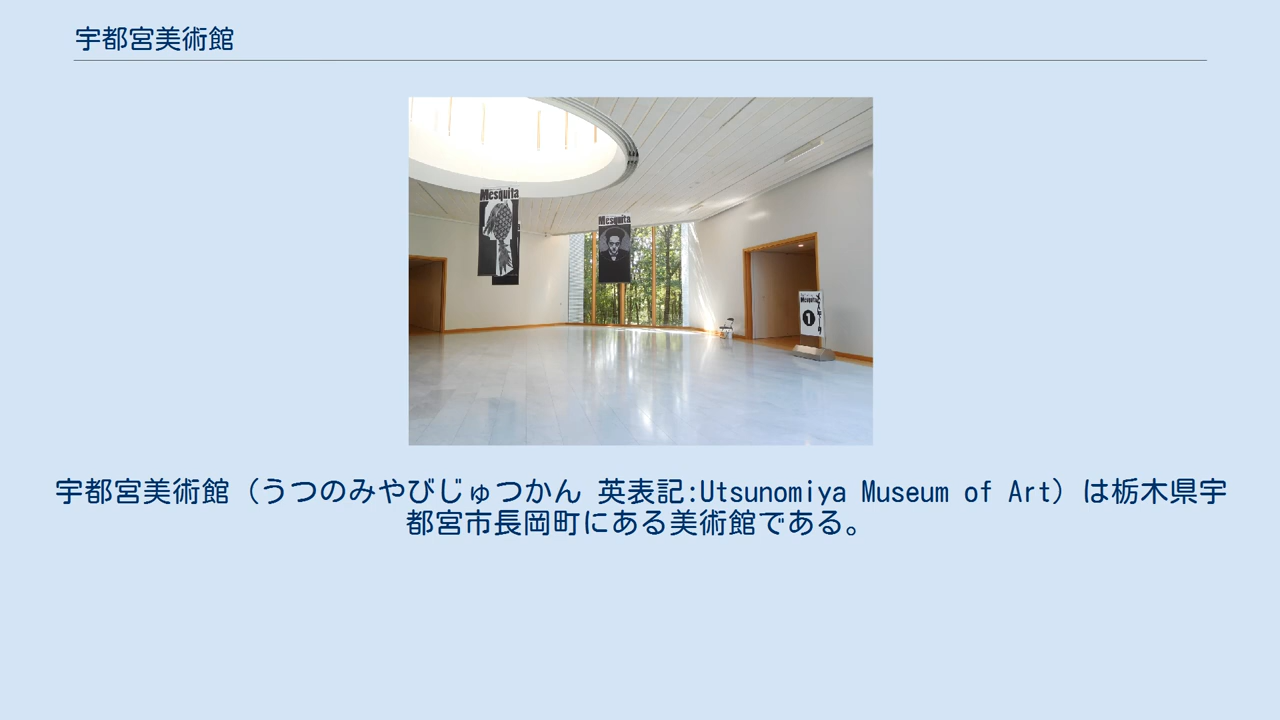 宇都宮美術館
Mesquita
Mesquita
Mesquita
1
宇都宮美術館（うつのみやびじゅつかん 英表記:Utsunomiya Museum of Art）は栃木県宇
都宮市長岡町にある美術館である。